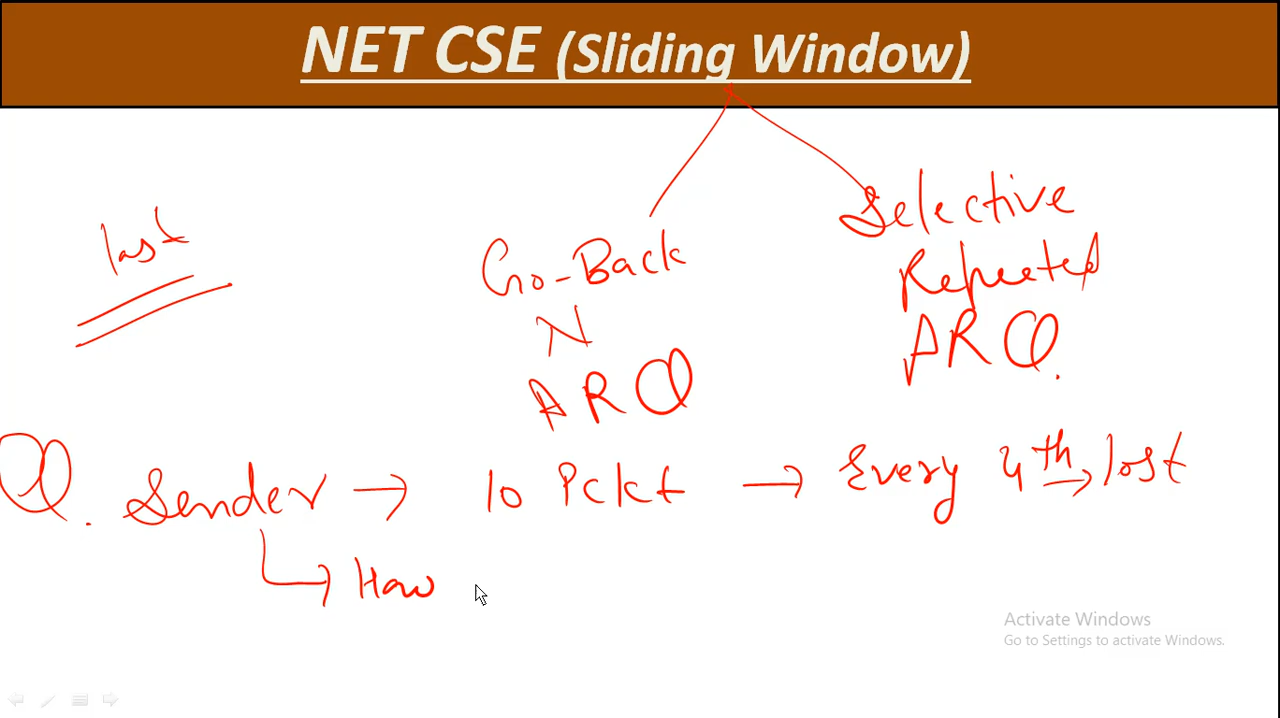 NET CSE (Sliding Window)
last
Go-Back
N
ARQ
Selective
Repeated
ARQ.
Q. Sender → 10 Pckt → Every 4th lost
→ How
Activate Windows
Go to Settings to activate Windows.